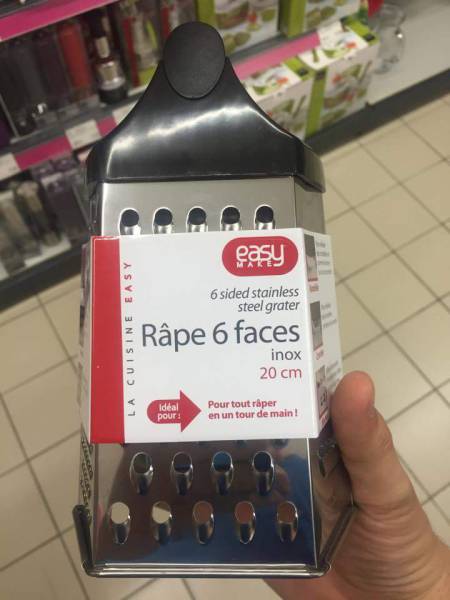 easy
MAKE
6 sided stainless
steel grater
Râpe 6 faces
inox
20 cm
LA CUISINE EASY
Idéal
pour :
Pour tout râper
en un tour de main !